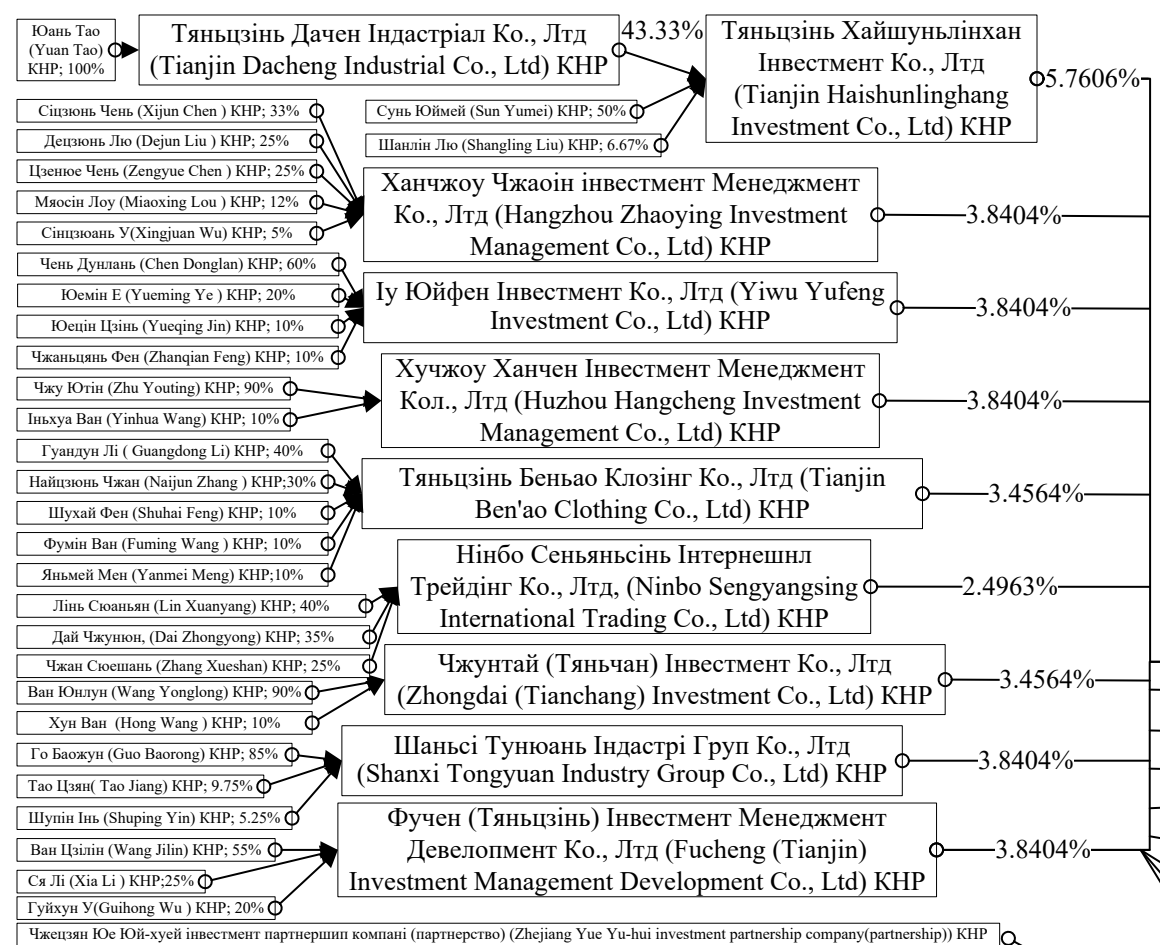 Юань Тао
(Yuan Tao)
КНР; 100%
Тяньцзінь Дачен Індастріал Ко., Лтд
(Tianjin Dacheng Industrial Co., Ltd) КНР
43.33%
Тяньцзінь Хайшуньлінхан
Інвестмент Ко., Лтд
(Tianjin Haishunlinghang
Investment Co., Ltd) КНР
5.7606%
Сунь Юймей (Sun Yumei) КНР; 50%
Шанлін Лю (Shangling Liu) КНР; 6.67%
Сіцзюнь Чень (Xijun Chen ) КНР; 33%
Децзюнь Лю (Dejun Liu ) КНР; 25%
Цзенюе Чень (Zengyue Chen ) КНР; 25%
Мяосін Лоу (Miaoxing Lou ) КНР; 12%
Сінцзюань У(Xingjuan Wu) КНР; 5%
Ханчжоу Чжаоін інвестмент Менеджмент
Ко., Лтд (Hangzhou Zhaoying Investment
Management Co., Ltd) КНР
3.8404%
Чень Дунлань (Chen Donglan) КНР; 60%
Юемін Е (Yueming Ye ) КНР; 20%
Юецін Цзінь (Yueqing Jin) КНР; 10%
Чжаньцянь Фен (Zhanqian Feng) КНР; 10%
Іу Юйфен Інвестмент Ко., Лтд (Yiwu Yufeng
Investment Co., Ltd) КНР
3.8404%
Чжу Ютін (Zhu Youting) КНР; 90%
Іньхуа Ван (Yinhua Wang) КНР; 10%
Хучжоу Ханчен Інвестмент Менеджмент
Кол., Лтд (Huzhou Hangcheng Investment
Management Co., Ltd) КНР
3.8404%
Гуандун Лі ( Guangdong Li) КНР; 40%
Найцзюнь Чжан (Naijun Zhang ) КНР;30%
Шухай Фен (Shuhai Feng) КНР; 10%
Фумін Ван (Fuming Wang ) КНР; 10%
Яньмей Мен (Yanmei Meng) КНР;10%
Тяньцзінь Беньао Клозінг Ко., Лтд (Tianjin
Ben'ao Clothing Co., Ltd) КНР
3.4564%
Лінь Сюаньян (Lin Xuanyang) КНР; 40%
Дай Чжунюн, (Dai Zhongyong) КНР; 35%
Чжан Сюешань (Zhang Xueshan) КНР; 25%
Нінбо Сеньяньсінь Інтернешнл
Трейдінг Ко., Лтд, (Ninbo Sengyangsing
International Trading Co., Ltd) КНР
2.4963%
Ван Юнлун (Wang Yonglong) КНР; 90%
Хун Ван (Hong Wang ) КНР; 10%
Чжунтай (Тяньчан) Інвестмент Ко., Лтд
(Zhongdai (Tianchang) Investment Co., Ltd) КНР
3.4564%
Го Баожун (Guo Baorong) КНР; 85%
Тао Цзян( Tao Jiang) КНР; 9.75%
Шупін Інь (Shuping Yin) КНР; 5.25%
Шаньсі Тунюань Індастрі Груп Ко., Лтд
(Shanxi Tongyuan Industry Group Co., Ltd) КНР
3.8404%
Ван Цзілін (Wang Jilin) КНР; 55%
Ся Лі (Xia Li ) КНР;25%
Гуйхун У(Guihong Wu ) КНР; 20%
Фучен (Тяньцзінь) Інвестмент Менеджмент
Девелопмент Ко., Лтд (Fucheng (Tianjin)
Investment Management Development Co., Ltd) КНР
3.8404%
Чжецзян Юе Юй-хуей інвестмент партнершип компані (партнерство) (Zhejiang Yue Yu-hui investment partnership company(partnership)) КНР